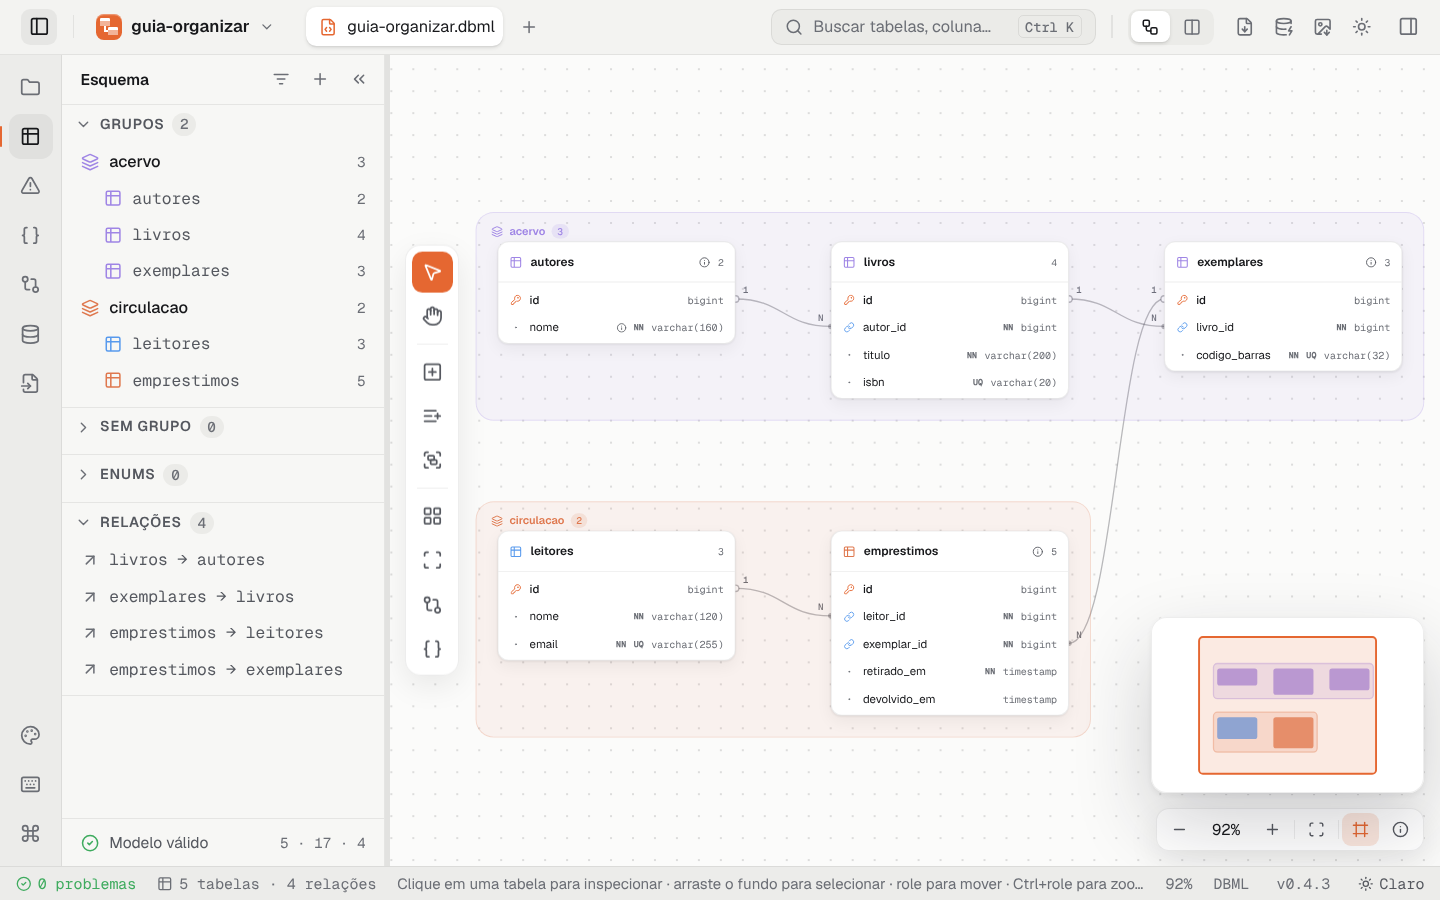 guia-organizar
guia-organizar.dbml
Buscar tabelas, coluna...
Ctrl K
Esquema
GRUPOS 2
acervo 3
autores 2
livros 4
exemplares 3
circulacao 2
leitores 3
emprestimos 5
SEM GRUPO 0
ENUMS 0
RELAÇÕES 4
livros → autores
exemplares → livros
emprestimos → leitores
emprestimos → exemplares
Modelo válido 5 · 17 · 4
acervo 3
autores 2
id bigint
nome NN varchar(160)
1
N
livros 4
id bigint
autor_id NN bigint
titulo NN varchar(200)
isbn UQ varchar(20)
1
1
N
exemplares 3
id bigint
livro_id NN bigint
codigo_barras NN UQ varchar(32)
circulacao 2
leitores 3
id bigint
nome NN varchar(120)
email NN UQ varchar(255)
1
N
emprestimos 5
id bigint
leitor_id NN bigint
exemplar_id NN bigint
retirado_em NN timestamp
devolvido_em timestamp
N
92%
0 problemas
5 tabelas · 4 relações
Clique em uma tabela para inspecionar · arraste o fundo para selecionar · role para mover · Ctrl+role para zoo...
92%
DBML
v0.4.3
Claro